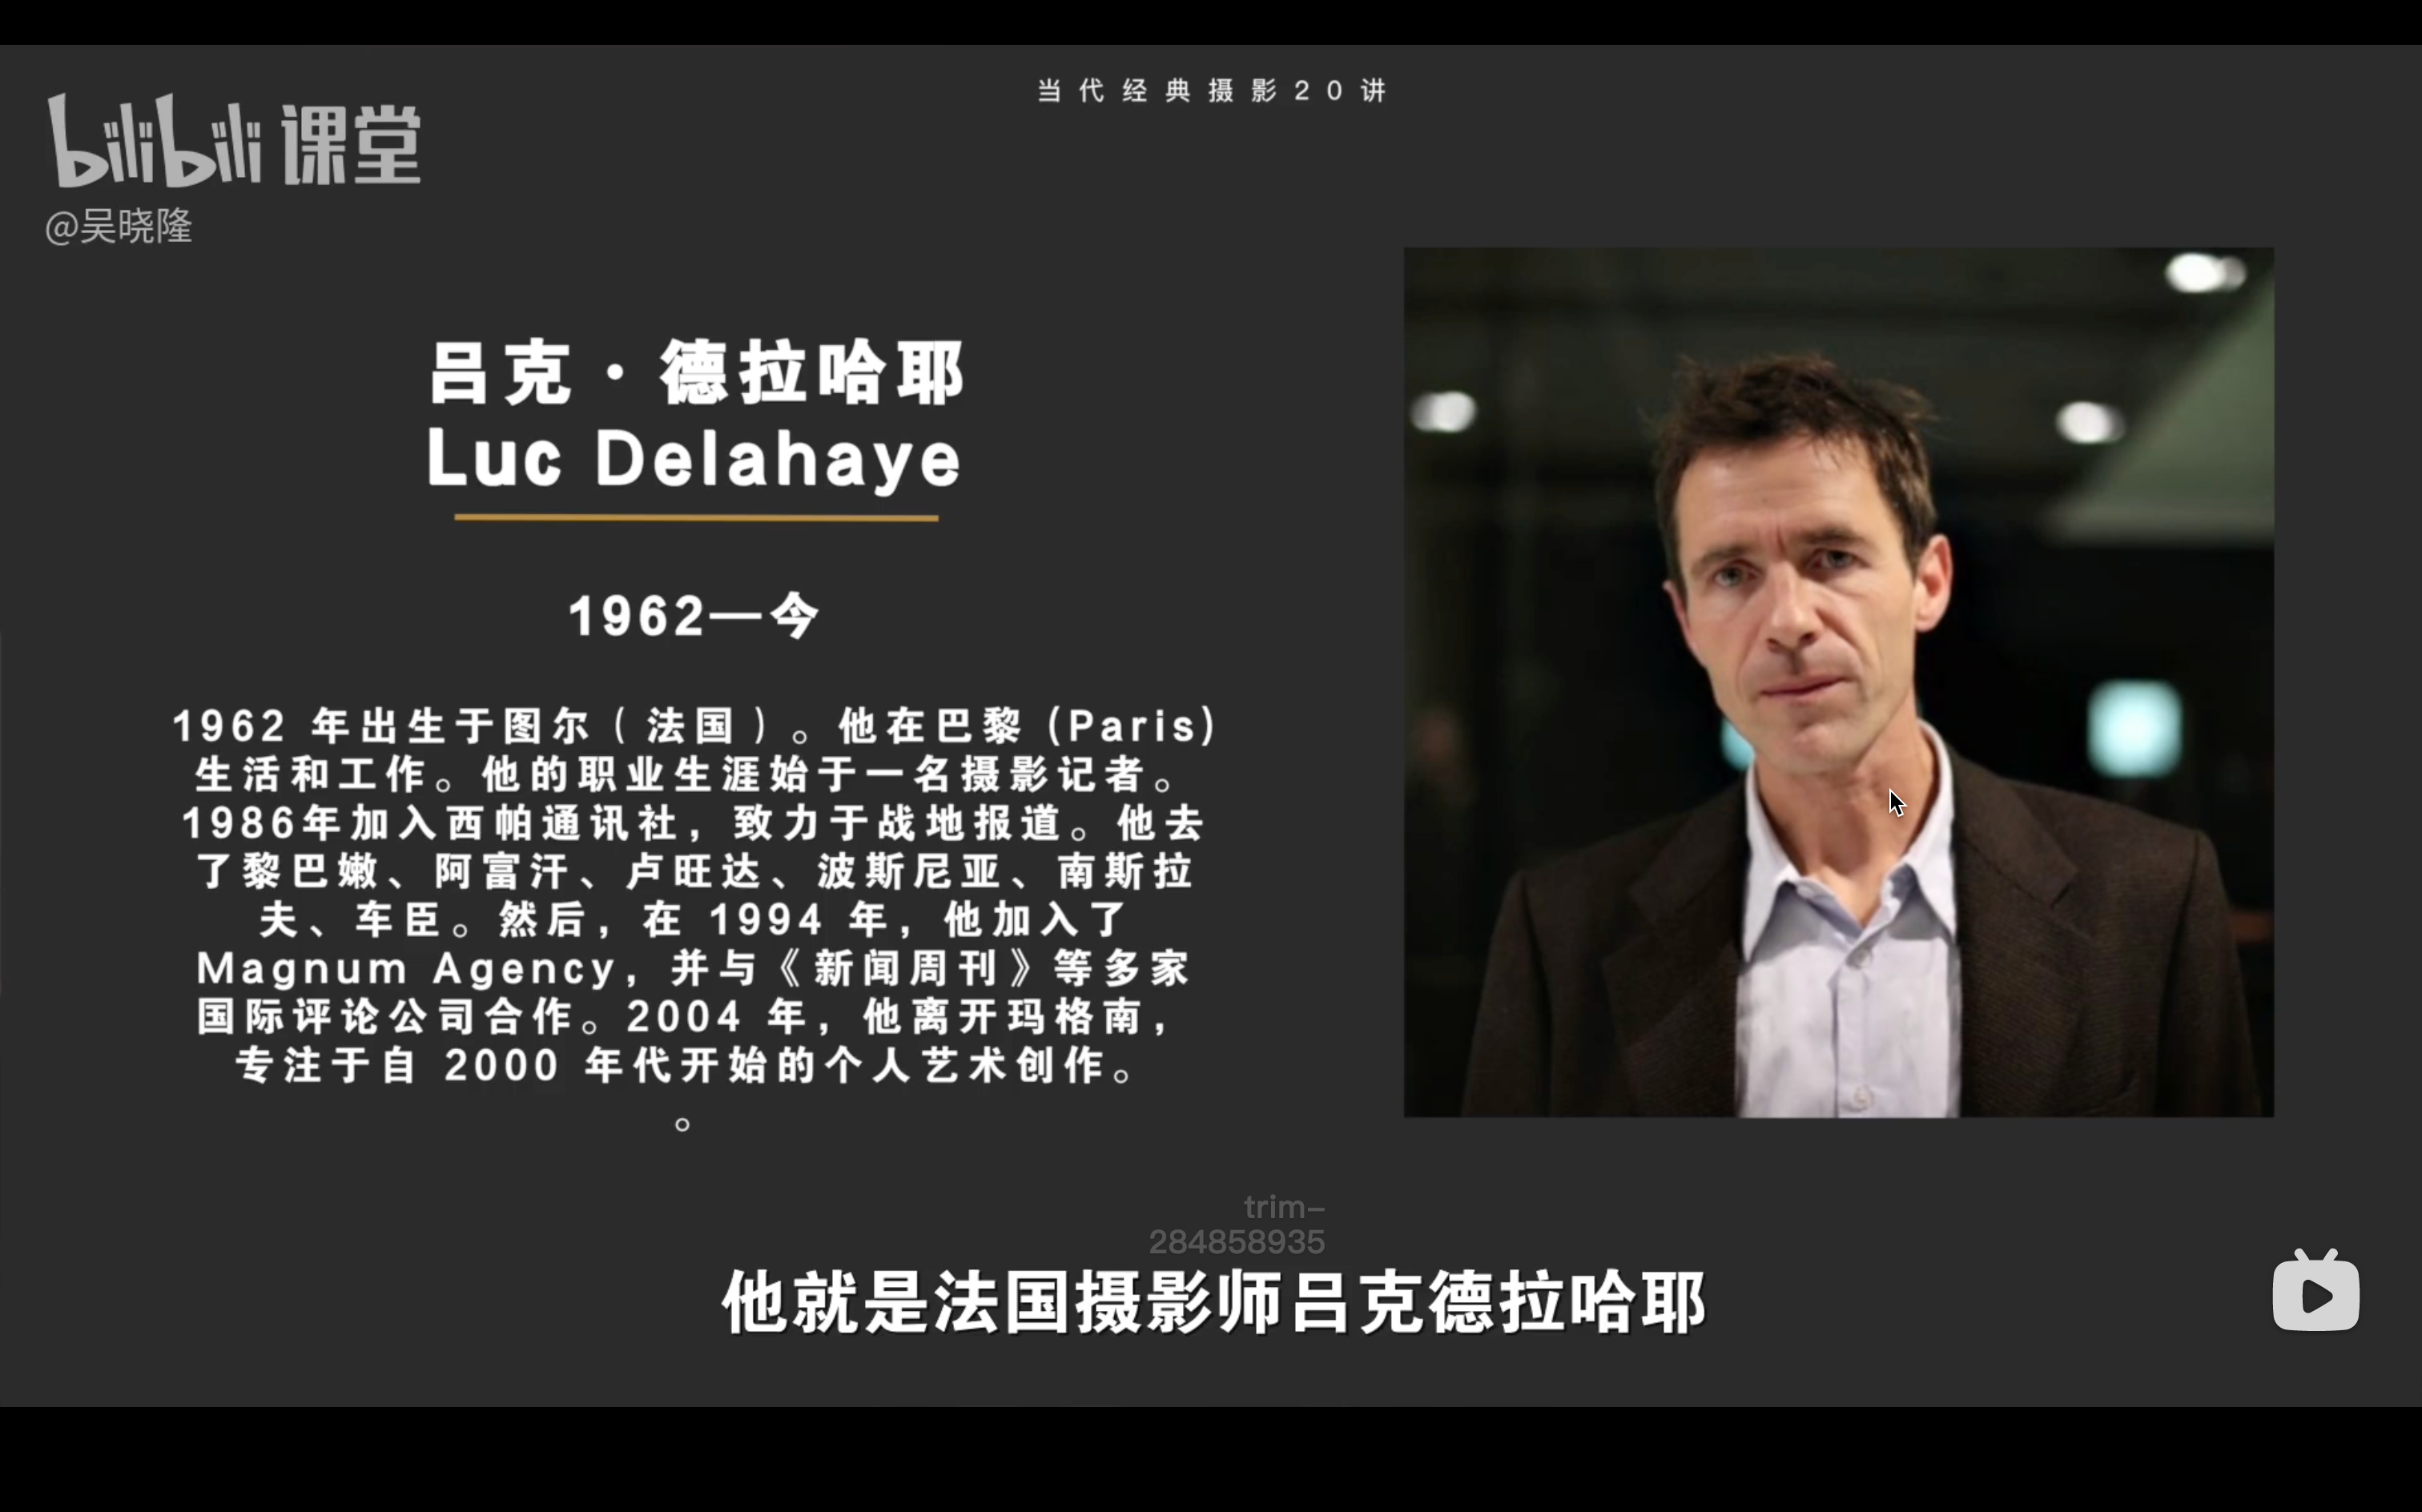 当代经典摄影20讲
bilibili 课堂
@吴晓隆
吕克·德拉哈耶
Luc Delahaye
1962—今
1962 年出生于图尔（法国）。他在巴黎 (Paris)
生活和工作。他的职业生涯始于一名摄影记者。
1986年加入西帕通讯社，致力于战地报道。他去
了黎巴嫩、阿富汗、卢旺达、波斯尼亚、南斯拉
夫、车臣。然后，在 1994 年，他加入了
Magnum Agency，并与《新闻周刊》等多家
国际评论公司合作。2004 年，他离开玛格南，
专注于自 2000 年代开始的个人艺术创作。
。
trim-
284858935
他就是法国摄影师吕克德拉哈耶